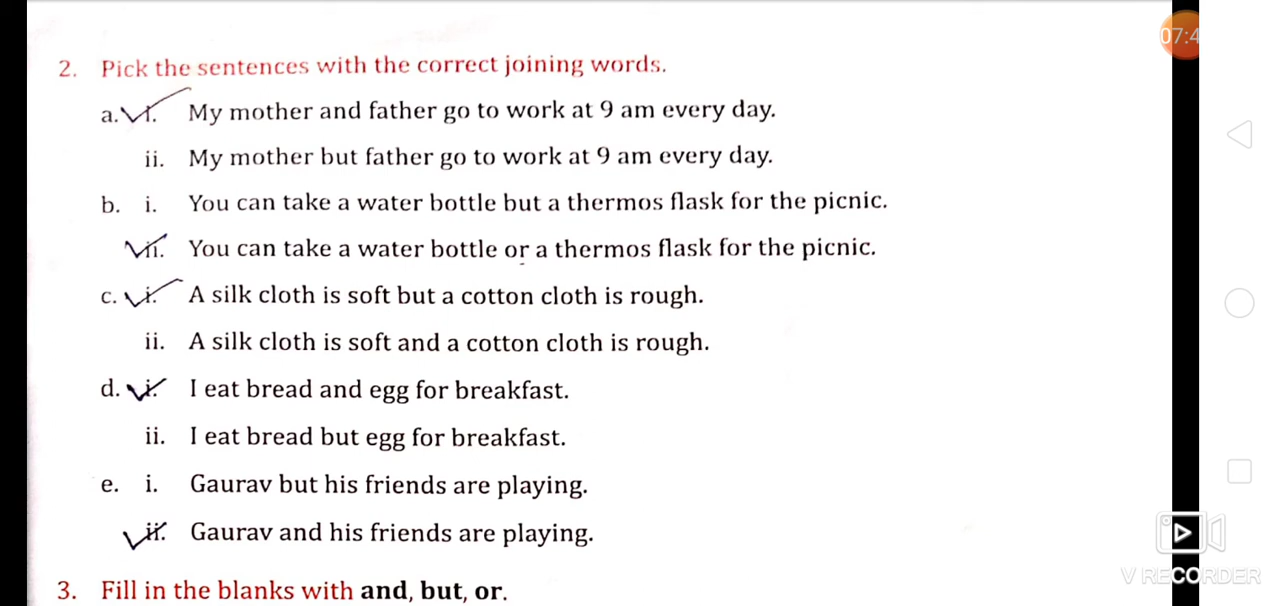 07:4
2. Pick the sentences with the correct joining words.
a. i. My mother and father go to work at 9 am every day.
ii. My mother but father go to work at 9 am every day.
b. i. You can take a water bottle but a thermos flask for the picnic.
ii. You can take a water bottle or a thermos flask for the picnic.
c. i. A silk cloth is soft but a cotton cloth is rough.
ii. A silk cloth is soft and a cotton cloth is rough.
d. i. I eat bread and egg for breakfast.
ii. I eat bread but egg for breakfast.
e. i. Gaurav but his friends are playing.
ii. Gaurav and his friends are playing.
V RECORDER
3. Fill in the blanks with and, but, or.